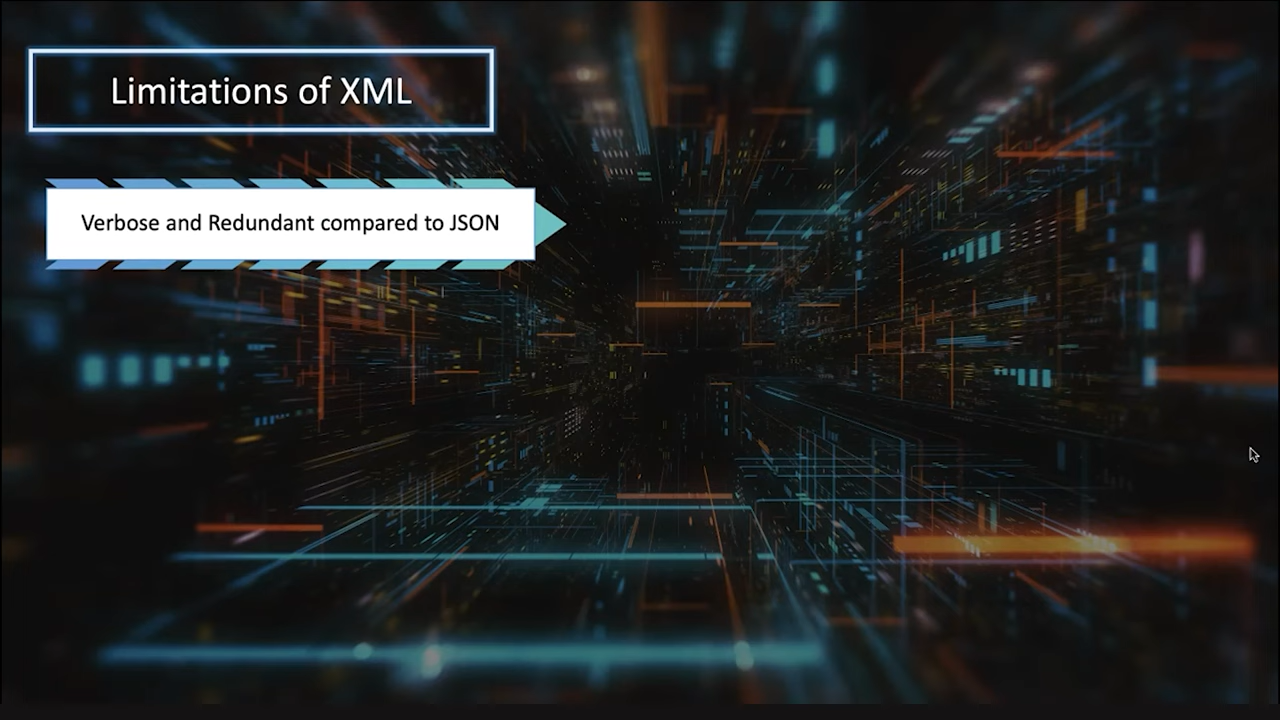 Limitations of XML
Verbose and Redundant compared to JSON